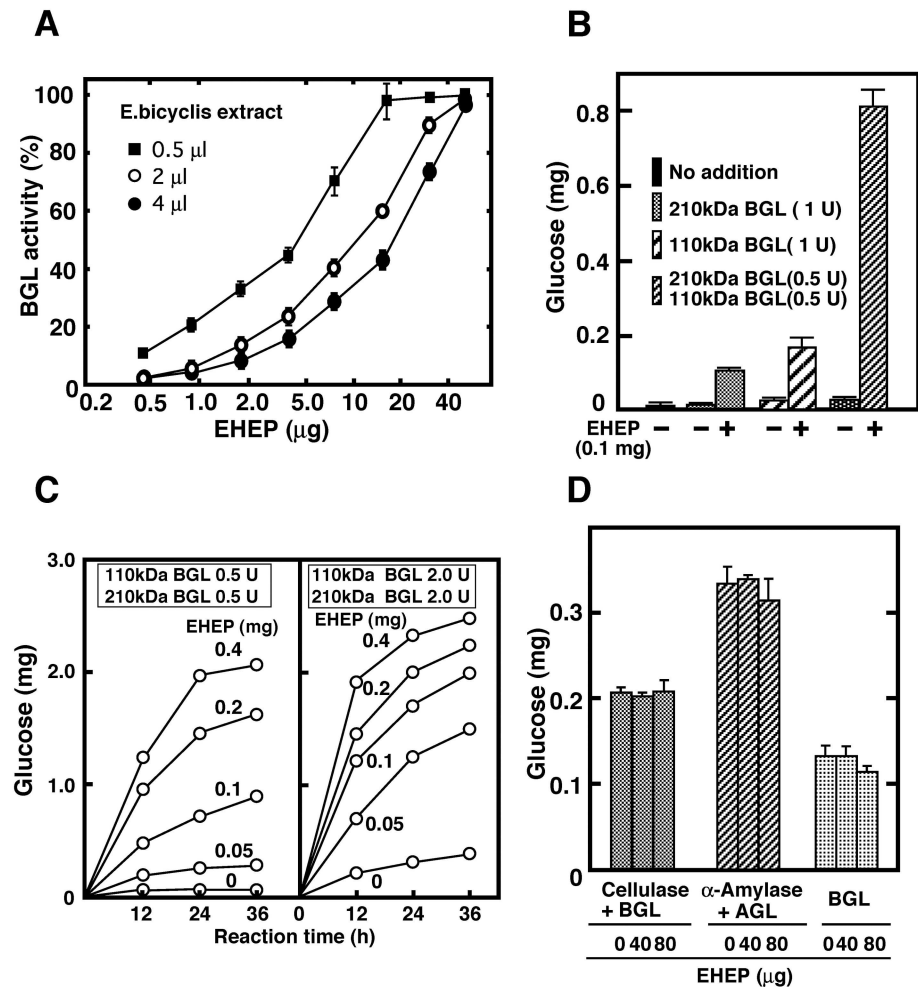 A
E.bicyclis extract
0.5 μl
2 μl
4 μl
BGL activity (%)
100
80
60
40
20
0
0.2 0.5 1.0 2.0 5.0 10 20 40
EHEP (μg)
B
No addition
210kDa BGL ( 1 U)
110kDa BGL( 1 U)
210kDa BGL(0.5 U)
110kDa BGL(0.5 U)
Glucose (mg)
0.8
0.6
0.4
0.2
0
EHEP − − + − + − +
(0.1 mg)
C
110kDa BGL 0.5 U
210kDa BGL 0.5 U
EHEP (mg)
0.4
0.2
0.1
0.05
0
110kDa BGL 2.0 U
210kDa BGL 2.0 U
EHEP (mg)
0.4
0.2
0.1
0.05
0
Glucose (mg)
3.0
2.0
1.0
0
12 24 36 0 12 24 36
Reaction time (h)
D
Glucose (mg)
0.3
0.2
0.1
0
Cellulase
+ BGL
α-Amylase
+ AGL
BGL
0 40 80 0 40 80 0 40 80
EHEP (μg)